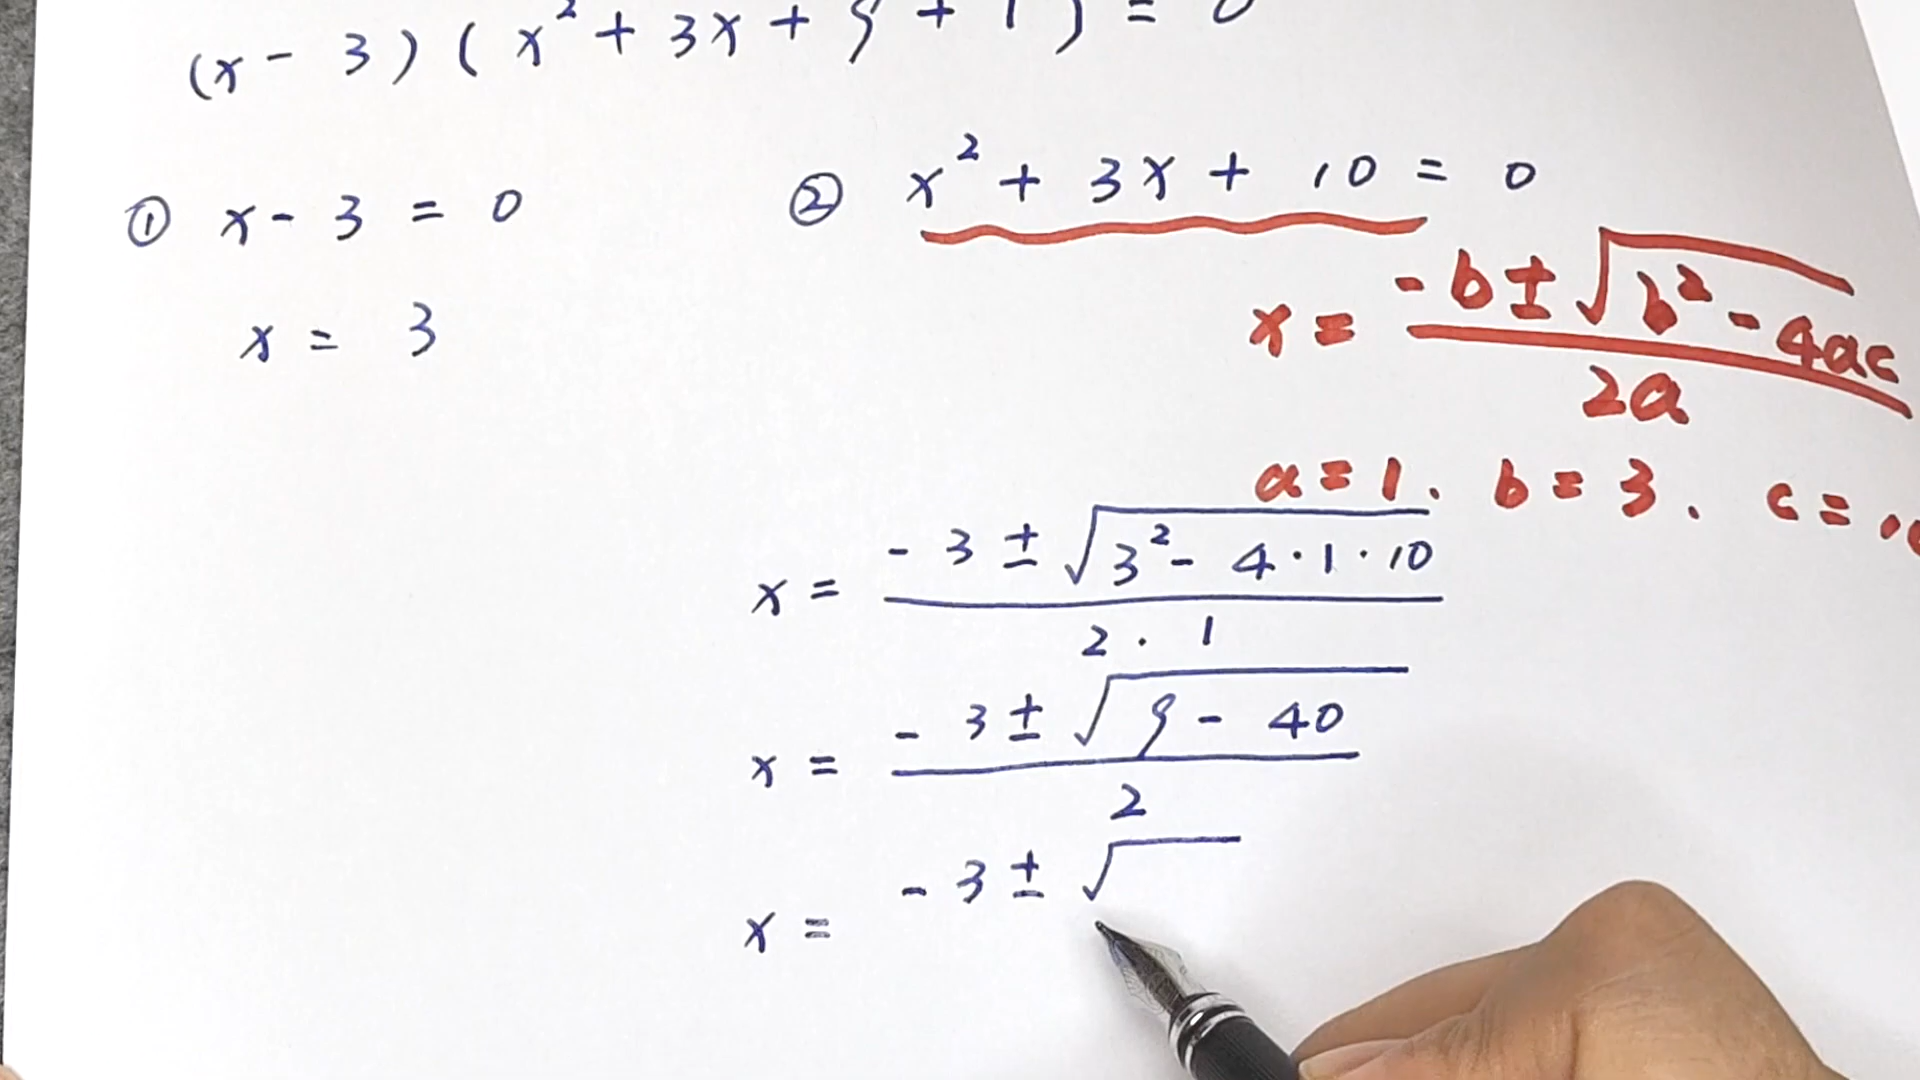 (x - 3) ( x² + 3x + 9 + 1 ) = 0
① x - 3 = 0
x = 3
② x² + 3x + 10 = 0
x = (-b ± √(b² - 4ac)) / 2a
a = 1. b = 3. c = 10
x = (-3 ± √(3² - 4·1·10)) / (2·1)
x = (-3 ± √(9 - 40)) / 2
x = -3 ± √